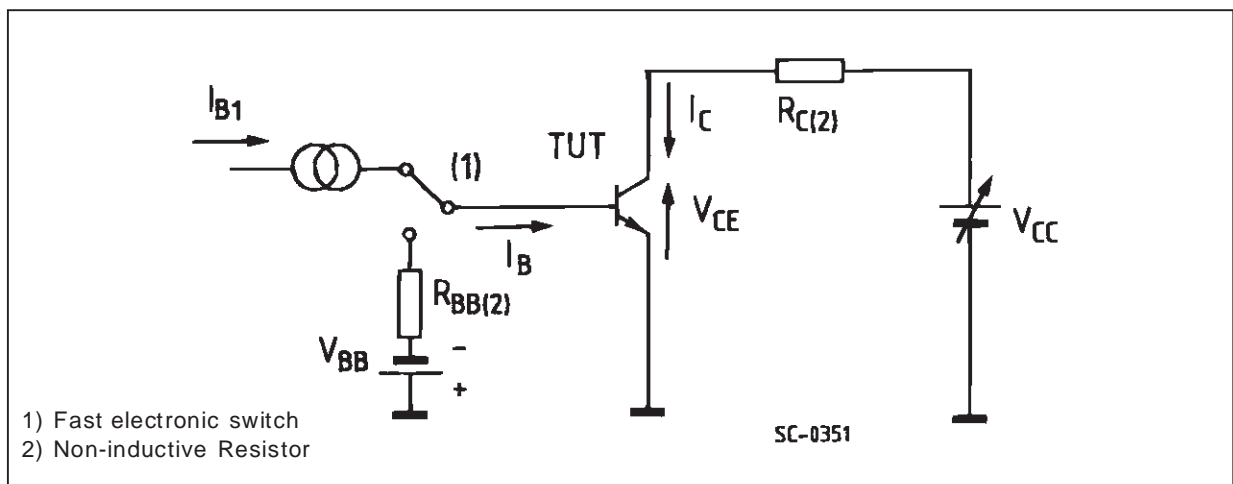 I_B1
(1)
TUT
I_C
R_C(2)
V_CE
V_CC
I_B
R_BB(2)
V_BB
−
+
1) Fast electronic switch
2) Non-inductive Resistor
SC-0351